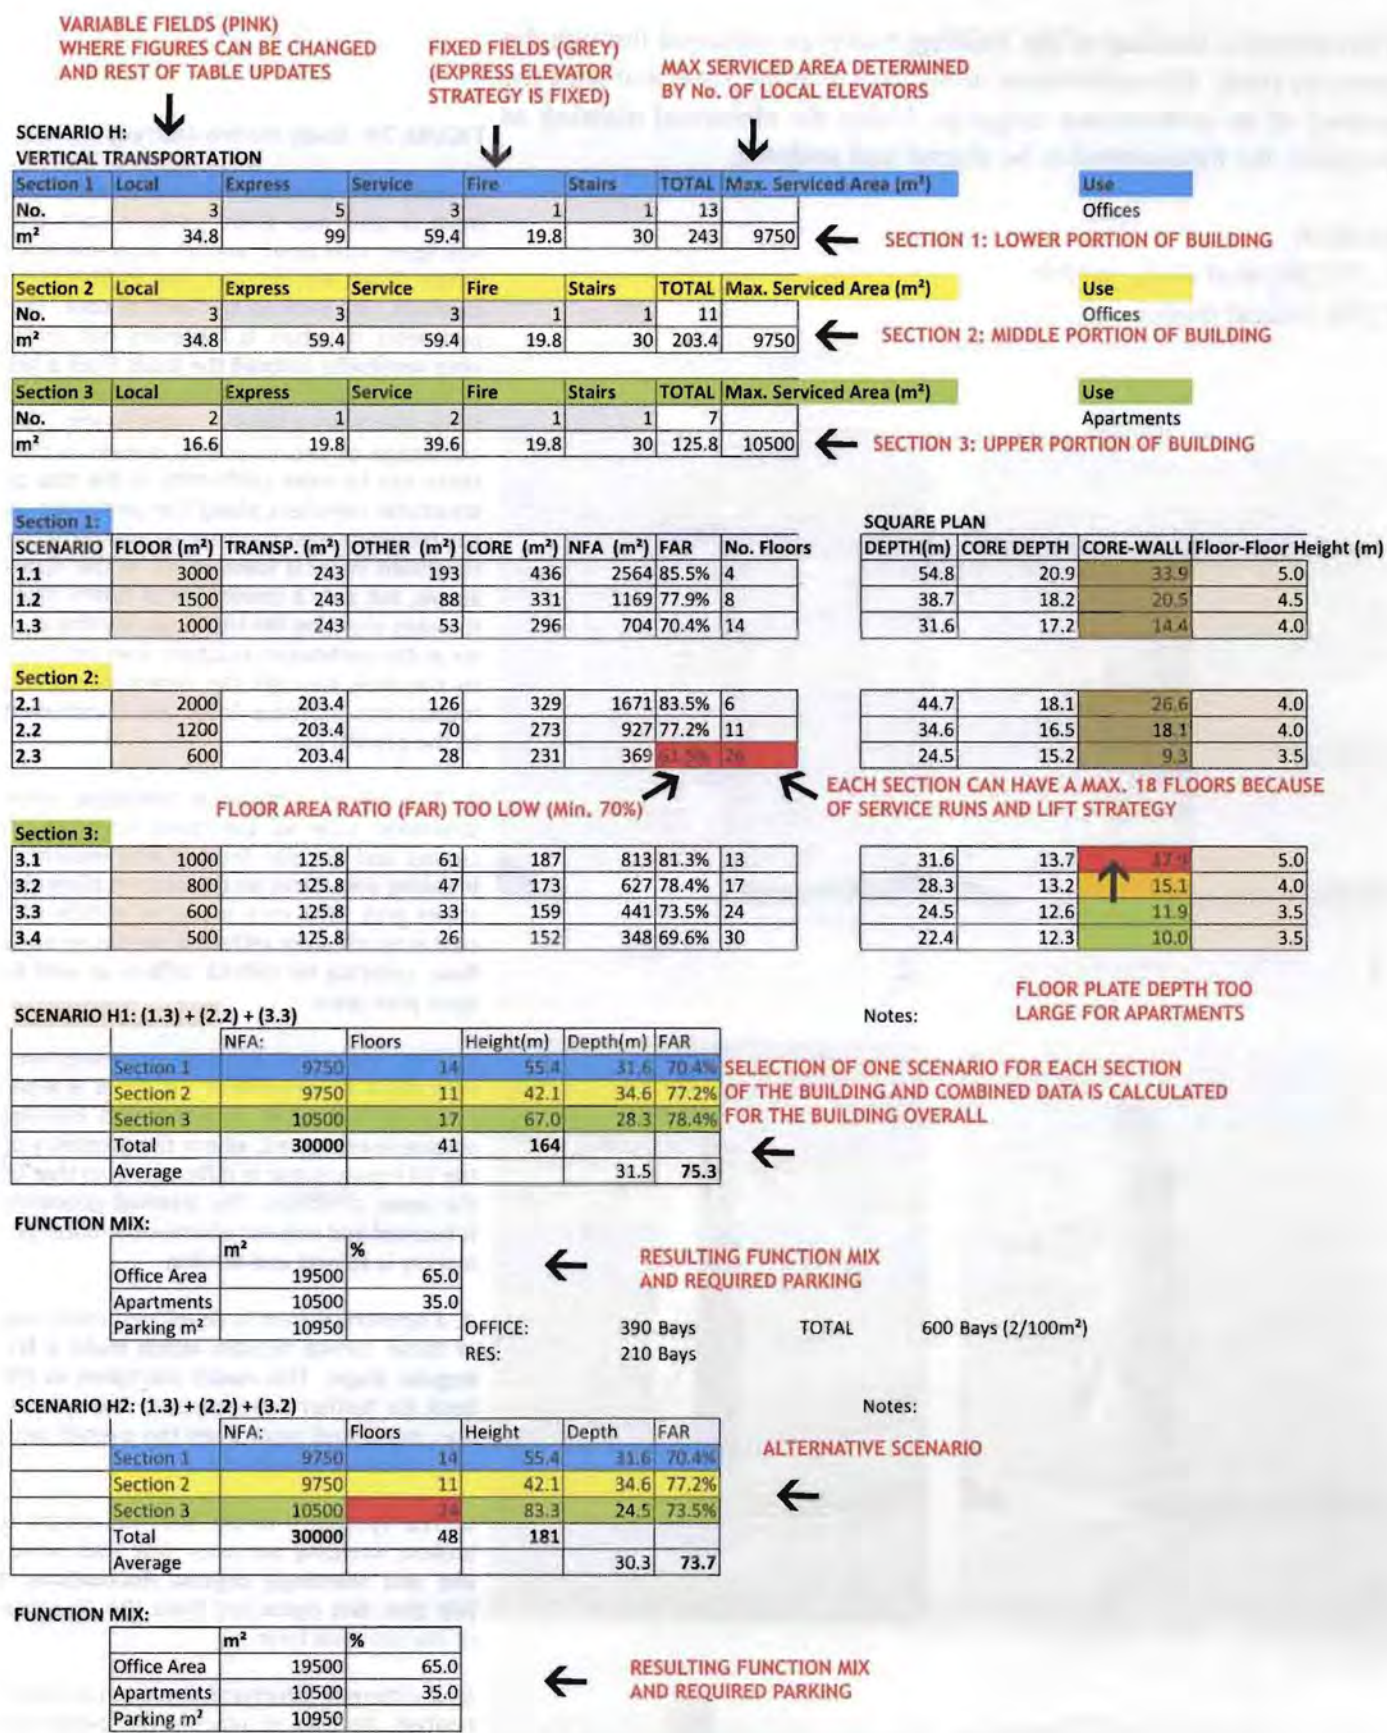 VARIABLE FIELDS (PINK)
WHERE FIGURES CAN BE CHANGED
AND REST OF TABLE UPDATES
FIXED FIELDS (GREY)
(EXPRESS ELEVATOR
STRATEGY IS FIXED)
MAX SERVICED AREA DETERMINED
BY No. OF LOCAL ELEVATORS
SCENARIO H:
VERTICAL TRANSPORTATION
Section 1 Local Express Service Fire Stairs TOTAL Max. Serviced Area (m²) Use
No. 3 5 3 1 1 13 Offices
m² 34.8 99 59.4 19.8 30 243 9750 SECTION 1: LOWER PORTION OF BUILDING
Section 2 Local Express Service Fire Stairs TOTAL Max. Serviced Area (m²) Use
No. 3 3 3 1 1 11 Offices
m² 34.8 59.4 59.4 19.8 30 203.4 9750 SECTION 2: MIDDLE PORTION OF BUILDING
Section 3 Local Express Service Fire Stairs TOTAL Max. Serviced Area (m²) Use
No. 2 1 2 1 1 7 Apartments
m² 16.6 19.8 39.6 19.8 30 125.8 10500 SECTION 3: UPPER PORTION OF BUILDING
Section 1: SQUARE PLAN
SCENARIO FLOOR (m²) TRANSP. (m²) OTHER (m²) CORE (m²) NFA (m²) FAR No. Floors DEPTH(m) CORE DEPTH CORE-WALL Floor-Floor Height (m)
1.1 3000 243 193 436 2564 85.5% 4 54.8 20.9 33.9 5.0
1.2 1500 243 88 331 1169 77.9% 8 38.7 18.2 20.5 4.5
1.3 1000 243 53 296 704 70.4% 14 31.6 17.2 14.4 4.0
Section 2:
2.1 2000 203.4 126 329 1671 83.5% 6 44.7 18.1 26.6 4.0
2.2 1200 203.4 70 273 927 77.2% 11 34.6 16.5 18.1 4.0
2.3 600 203.4 28 231 369 61.5% 26 24.5 15.2 9.3 3.5
FLOOR AREA RATIO (FAR) TOO LOW (Min. 70%)
EACH SECTION CAN HAVE A MAX. 18 FLOORS BECAUSE
OF SERVICE RUNS AND LIFT STRATEGY
Section 3:
3.1 1000 125.8 61 187 813 81.3% 13 31.6 13.7 17.9 5.0
3.2 800 125.8 47 173 627 78.4% 17 28.3 13.2 15.1 4.0
3.3 600 125.8 33 159 441 73.5% 24 24.5 12.6 11.9 3.5
3.4 500 125.8 26 152 348 69.6% 30 22.4 12.3 10.0 3.5
FLOOR PLATE DEPTH TOO
LARGE FOR APARTMENTS
SCENARIO H1: (1.3) + (2.2) + (3.3) Notes:
NFA: Floors Height(m) Depth(m) FAR
Section 1 9750 14 55.4 31.6 70.4%
Section 2 9750 11 42.1 34.6 77.2%
Section 3 10500 17 67.0 28.3 78.4%
Total 30000 41 164
Average 31.5 75.3
SELECTION OF ONE SCENARIO FOR EACH SECTION
OF THE BUILDING AND COMBINED DATA IS CALCULATED
FOR THE BUILDING OVERALL
FUNCTION MIX:
m² %
Office Area 19500 65.0
Apartments 10500 35.0
Parking m² 10950 OFFICE: 390 Bays TOTAL 600 Bays (2/100m²)
RES: 210 Bays
RESULTING FUNCTION MIX
AND REQUIRED PARKING
SCENARIO H2: (1.3) + (2.2) + (3.2) Notes:
NFA: Floors Height Depth FAR
Section 1 9750 14 55.4 31.6 70.4%
Section 2 9750 11 42.1 34.6 77.2%
Section 3 10500 24 83.3 24.5 73.5%
Total 30000 48 181
Average 30.3 73.7
ALTERNATIVE SCENARIO
FUNCTION MIX:
m² %
Office Area 19500 65.0
Apartments 10500 35.0
Parking m² 10950
RESULTING FUNCTION MIX
AND REQUIRED PARKING